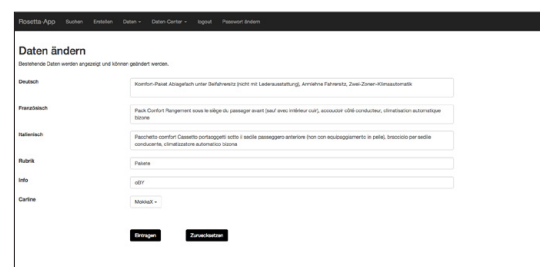 Rosetta-App Suchen Erstellen Daten Daten Center logout Passwort ändern
Daten ändern
Bestehende Daten werden angezeigt und können geändert werden.
Deutsch
Komfort-Paket Ablagefach unter Beifahrersitz (nicht mit Lederausstattung), Armlehne Fahrersitz, Zwei-Zonen-Klimaautomatik
Französisch
Pack Confort Rangement sous le siège du passager avant (sauf avec intérieur cuir), accoudoir côté conducteur, climatisation automatique
bizone
Italienisch
Pacchetto comfort Cassetto portaoggetti sotto il sedile passeggero anteriore (non con equipaggiamento in pelle), bracciolo per sedile
conducente, climatizzatore automatico bizona
Rubrik
Pakete
Info
Carline
MokkaX
Eintragen Zuruecksetzen